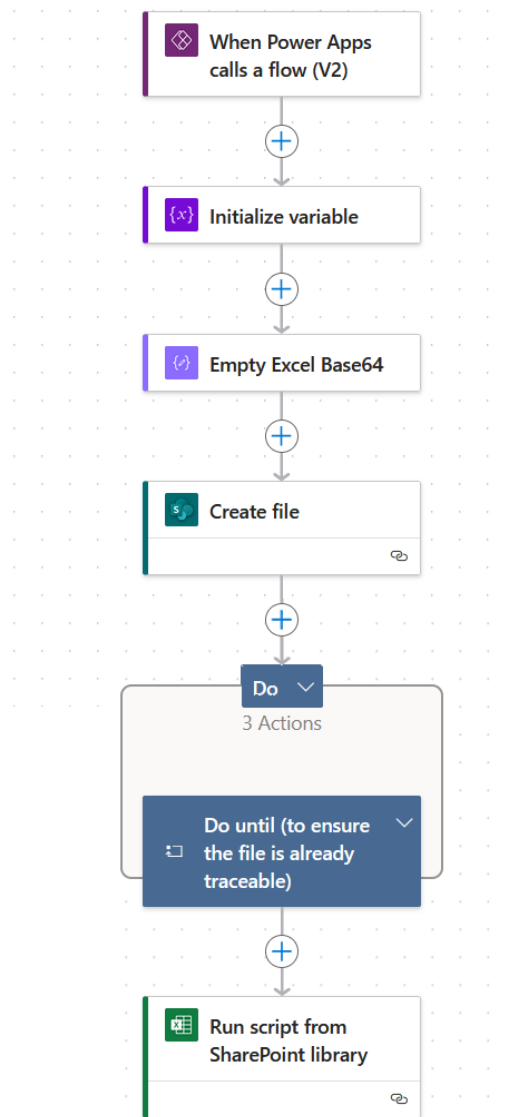 When Power Apps
calls a flow (V2)
{x}
Initialize variable
Empty Excel Base64
S
Create file
Do
3 Actions
Do until (to ensure
the file is already
traceable)
Run script from
SharePoint library